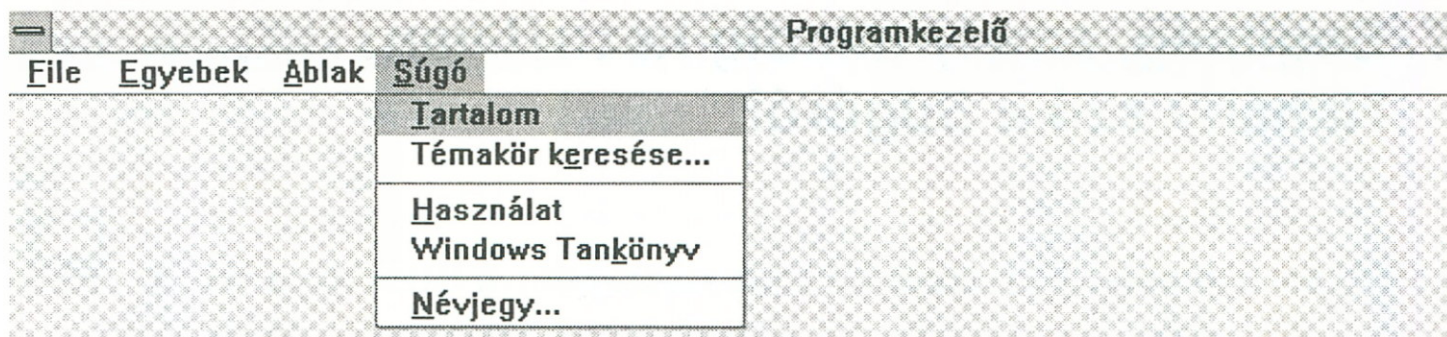 Programkezelő
File Egyebek Ablak Súgó
Tartalom
Témakör keresése...
Használat
Windows Tankönyv
Névjegy...